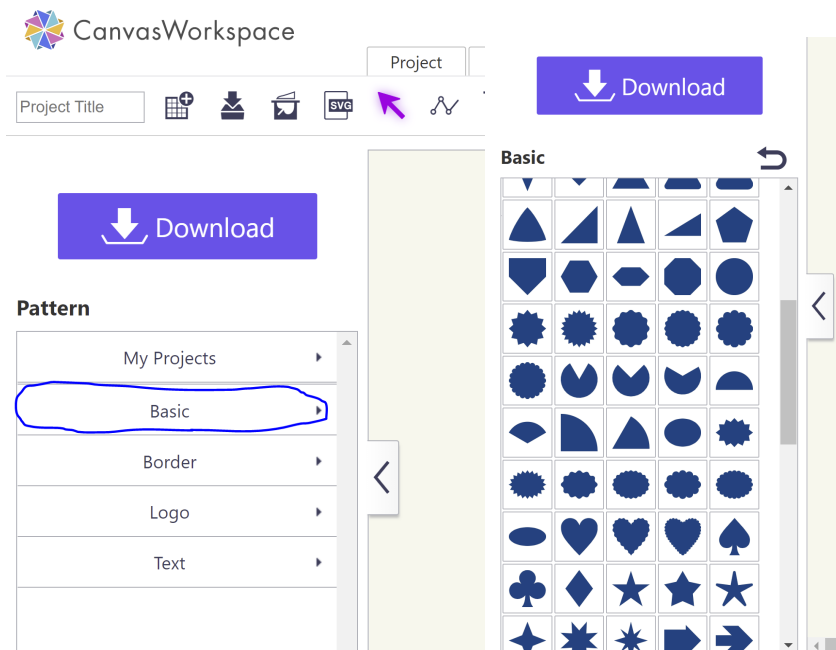 CanvasWorkspace
Project
Project Title
SVG
Download
Pattern
My Projects
Basic
Border
Logo
Text
Download
Basic